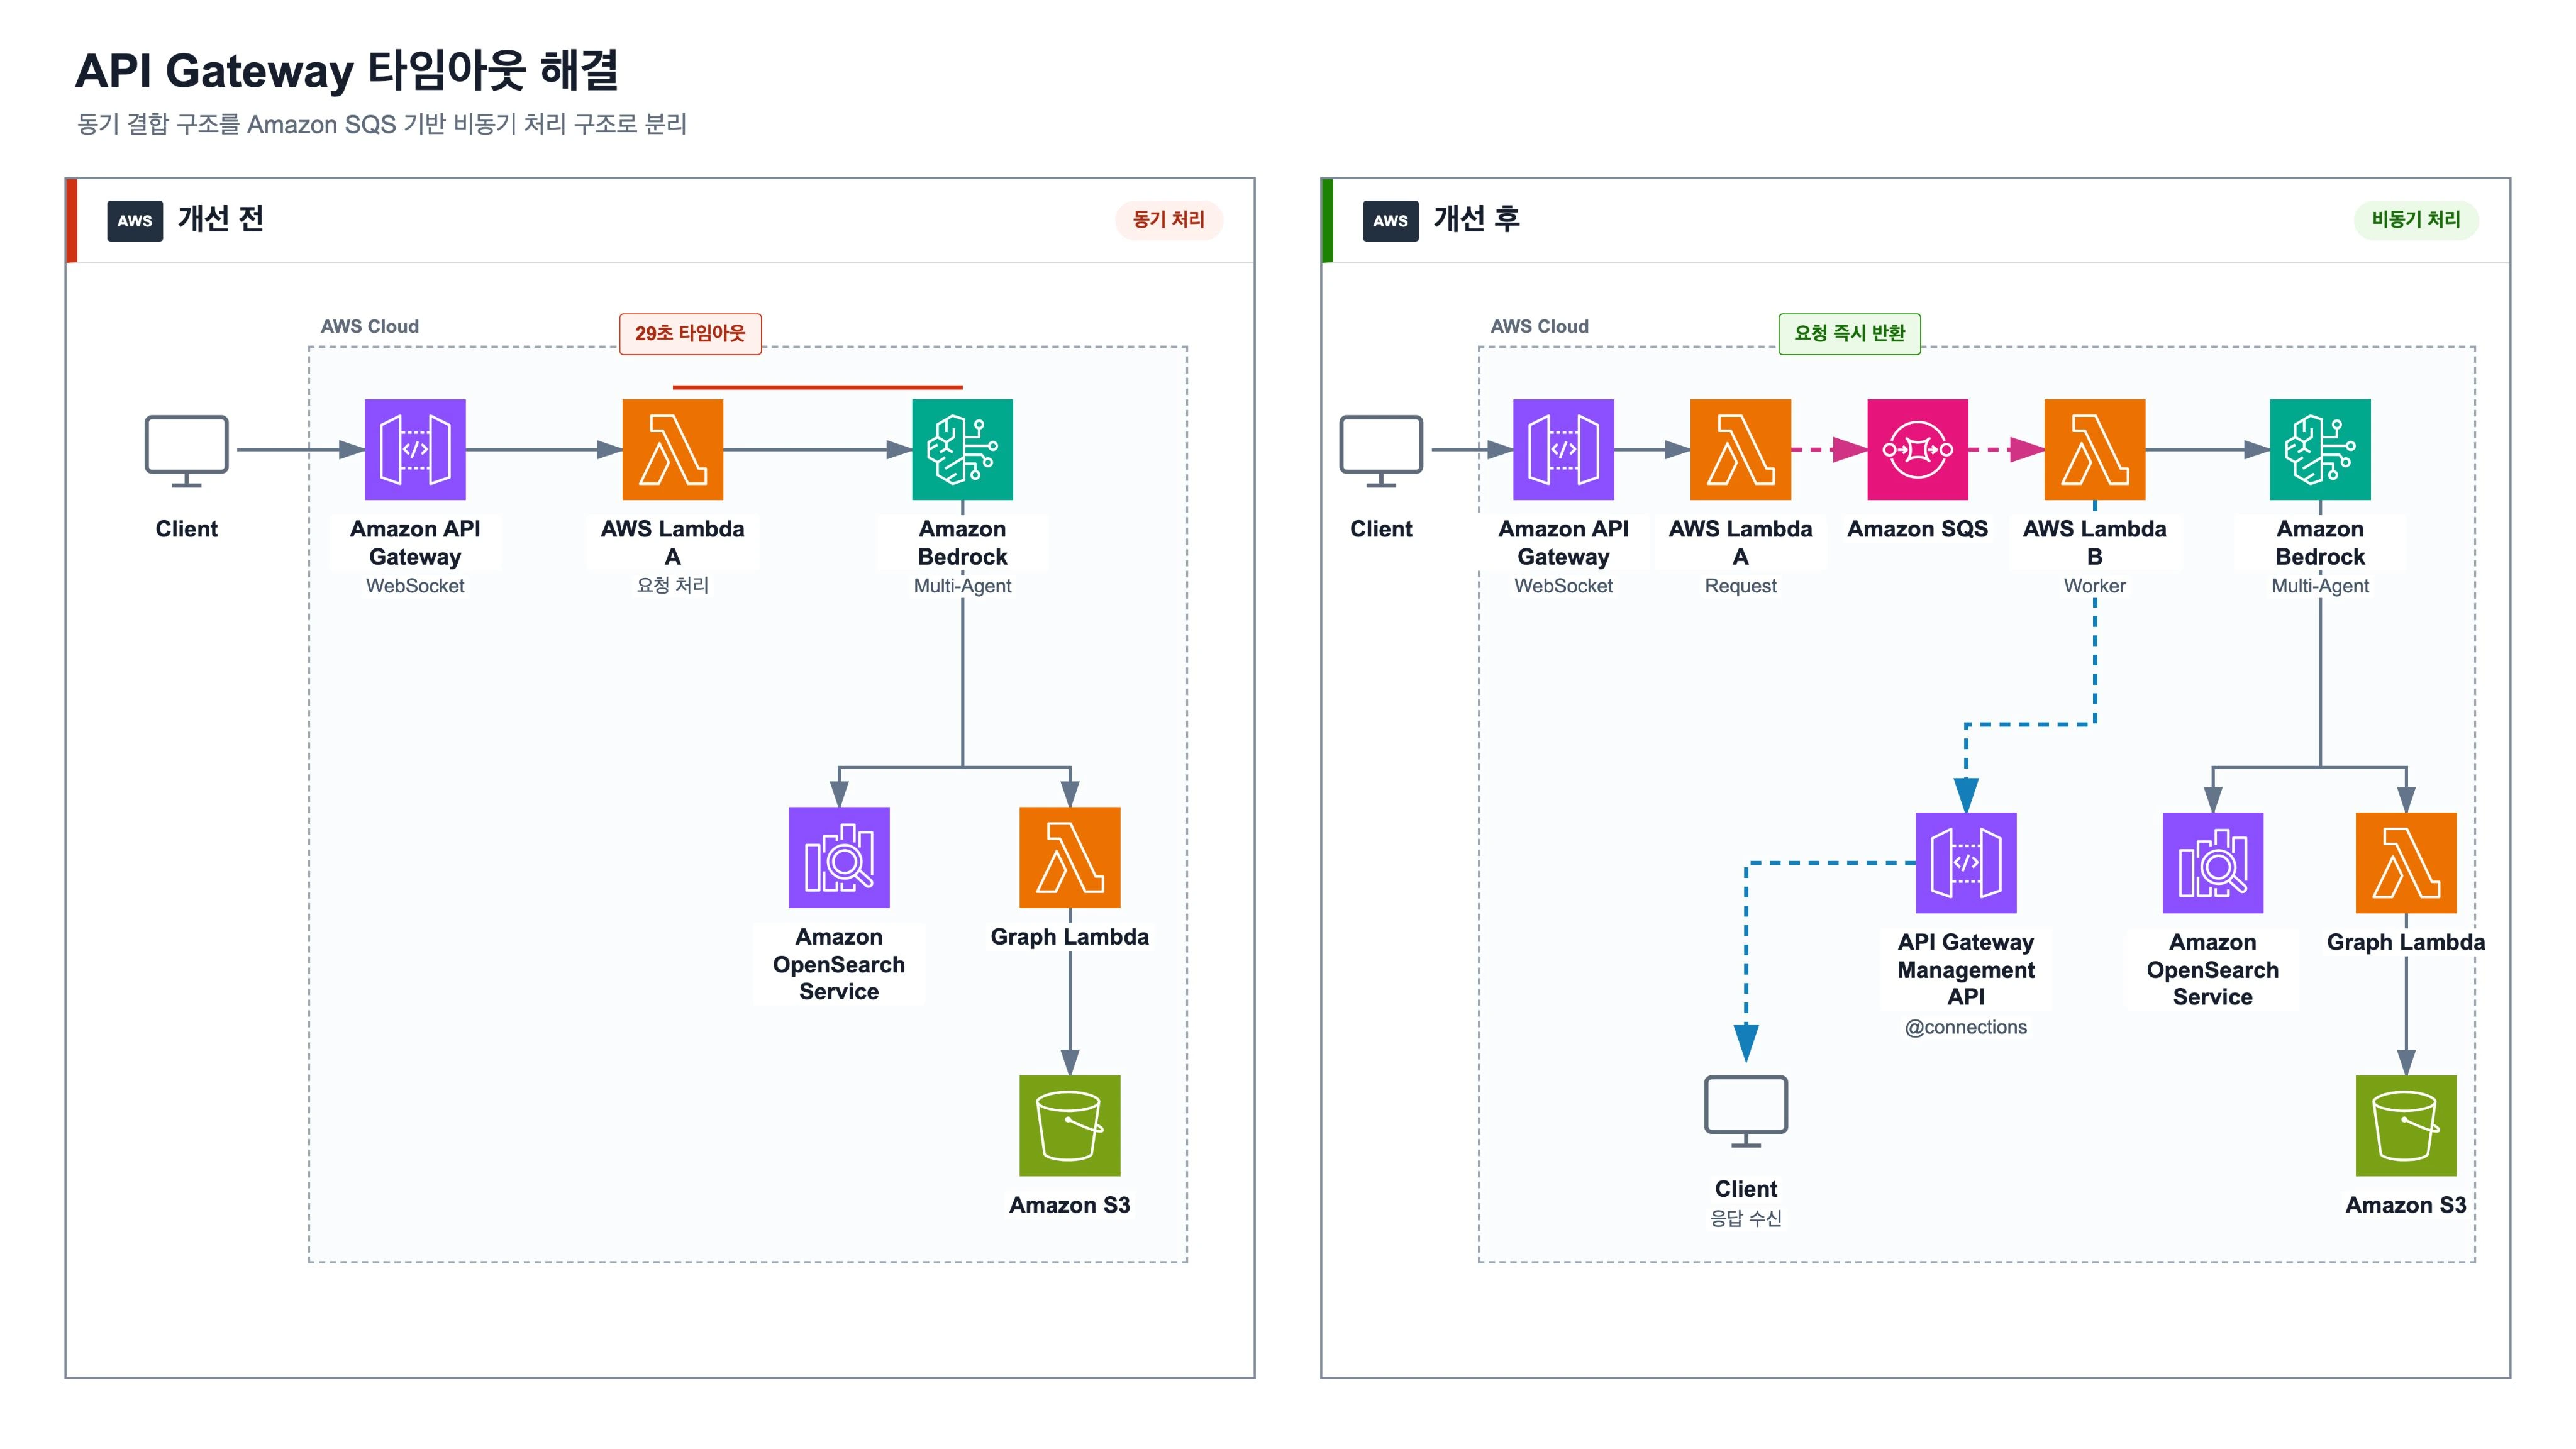 API Gateway 타임아웃 해결
동기 결합 구조를 Amazon SQS 기반 비동기 처리 구조로 분리
AWS 개선 전
동기 처리
AWS Cloud
29초 타임아웃
Client
Amazon API
Gateway
WebSocket
AWS Lambda
A
요청 처리
Amazon
Bedrock
Multi-Agent
Amazon
OpenSearch
Service
Graph Lambda
Amazon S3
AWS 개선 후
비동기 처리
AWS Cloud
요청 즉시 반환
Client
Amazon API
Gateway
WebSocket
AWS Lambda
A
Request
Amazon SQS
AWS Lambda
B
Worker
Amazon
Bedrock
Multi-Agent
API Gateway
Management
API
@connections
Amazon
OpenSearch
Service
Graph Lambda
Client
응답 수신
Amazon S3